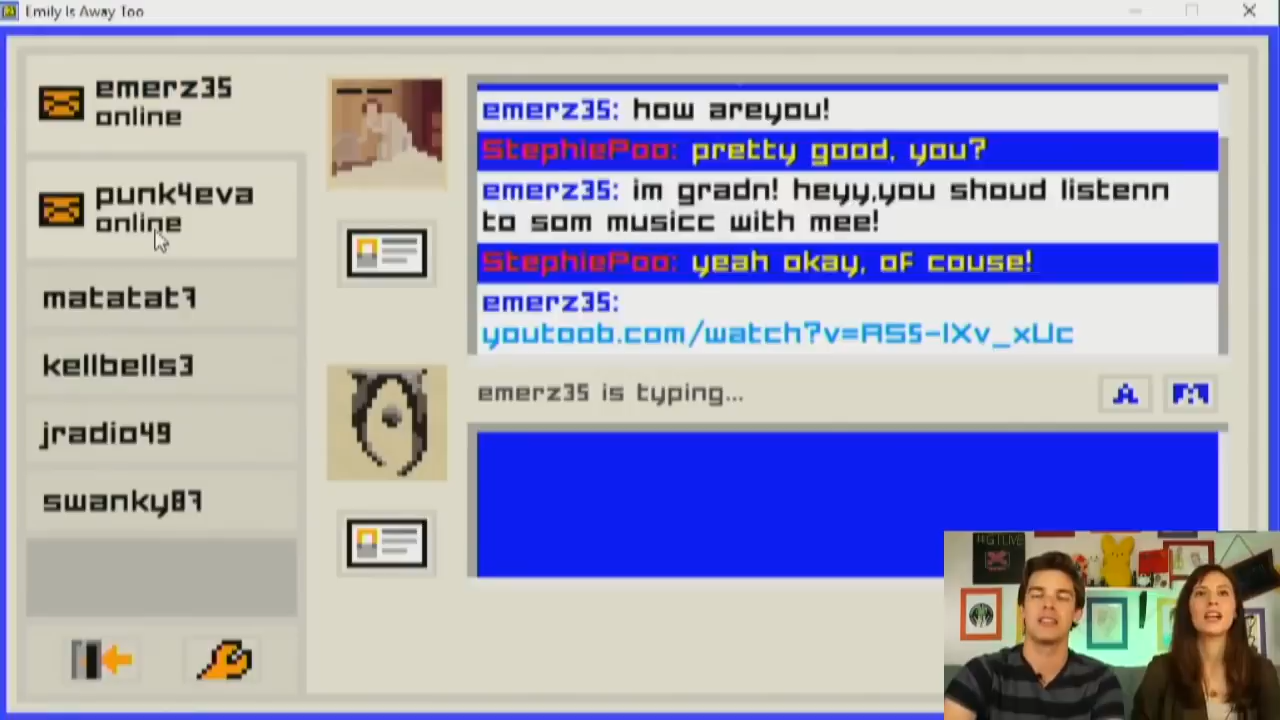 Emily Is Away Too
emerz35
online
punk4eva
online
matatat7
kellbells3
jradio49
swanky87
emerz35: how areyou!
StephiePoo: pretty good, you?
emerz35: im gradn! heyy,you shoud listenn
to som musicc with mee!
StephiePoo: yeah okay, of couse!
emerz35:
youtoob.com/watch?v=AS5-IXv_xUc
emerz35 is typing...
A
#GTLIVE